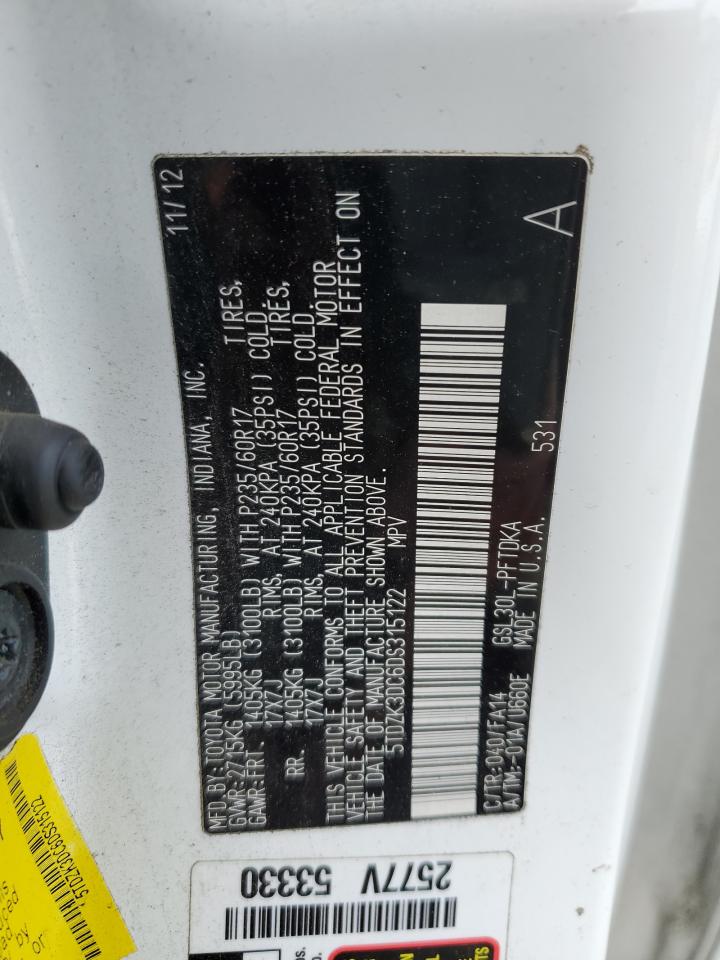 MFD.BY:TOYOTA MOTOR MANUFACTURING, INDIANA, INC. 11/12
GVWR:2715KG (5995LB)
GAWR:FRT. 1405KG (3100LB) WITH P235/60R17 TIRES,
17X7J RIMS, AT 240KPA (35PSI) COLD.
RR. 1405KG (3100LB) WITH P235/60R17 TIRES,
17X7J RIMS, AT 240KPA (35PSI) COLD.
THIS VEHICLE CONFORMS TO ALL APPLICABLE FEDERAL MOTOR
VEHICLE SAFETY AND THEFT PREVENTION STANDARDS IN EFFECT ON
THE DATE OF MANUFACTURE SHOWN ABOVE.
5TDZK3DC6DS315122 MPV
C/TR:040/FA14 GSL30L-PFTDKA
A/TM:-01A/U660E MADE IN U.S.A. 531
A
2577V
53330
5TDZK3DC6DS315122
or